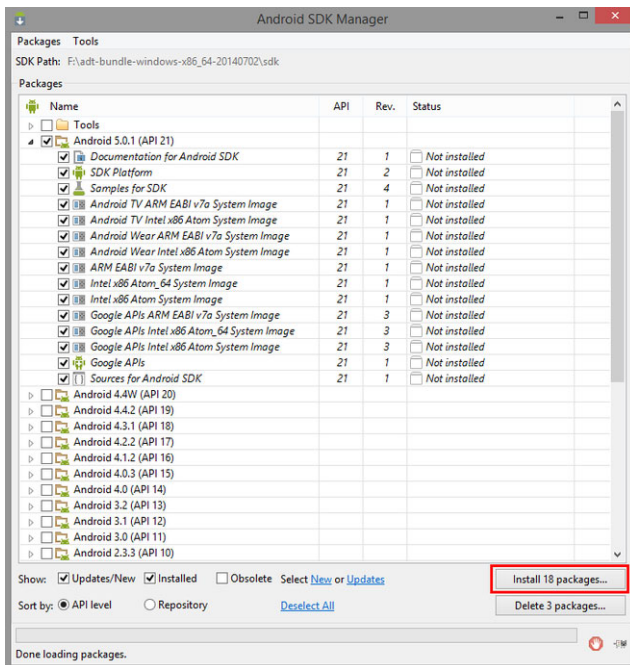 Android SDK Manager
Packages Tools
SDK Path: F:\adt-bundle-windows-x86_64-20140702\sdk
Packages
Name API Rev. Status
Tools
Android 5.0.1 (API 21)
Documentation for Android SDK 21 1 Not installed
SDK Platform 21 2 Not installed
Samples for SDK 21 4 Not installed
Android TV ARM EABI v7a System Image 21 1 Not installed
Android TV Intel x86 Atom System Image 21 1 Not installed
Android Wear ARM EABI v7a System Image 21 1 Not installed
Android Wear Intel x86 Atom System Image 21 1 Not installed
ARM EABI v7a System Image 21 1 Not installed
Intel x86 Atom_64 System Image 21 1 Not installed
Intel x86 Atom System Image 21 1 Not installed
Google APIs ARM EABI v7a System Image 21 3 Not installed
Google APIs Intel x86 Atom_64 System Image 21 3 Not installed
Google APIs Intel x86 Atom System Image 21 3 Not installed
Google APIs 21 1 Not installed
Sources for Android SDK 21 1 Not installed
Android 4.4W (API 20)
Android 4.4.2 (API 19)
Android 4.3.1 (API 18)
Android 4.2.2 (API 17)
Android 4.1.2 (API 16)
Android 4.0.3 (API 15)
Android 4.0 (API 14)
Android 3.2 (API 13)
Android 3.1 (API 12)
Android 3.0 (API 11)
Android 2.3.3 (API 10)
Show: Updates/New Installed Obsolete Select New or Updates Install 18 packages...
Sort by: API level Repository Deselect All Delete 3 packages...
Done loading packages.